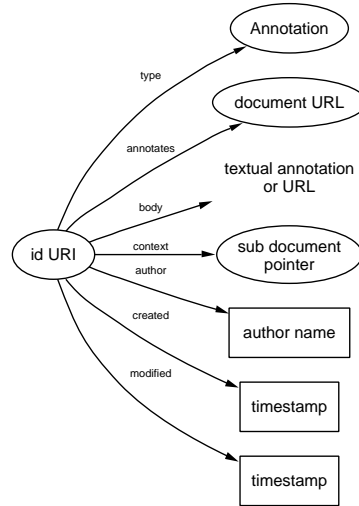 Annotation
type
document URL
annotates
textual annotation
or URL
body
id URI
context
sub document
pointer
author
author name
created
timestamp
modified
timestamp